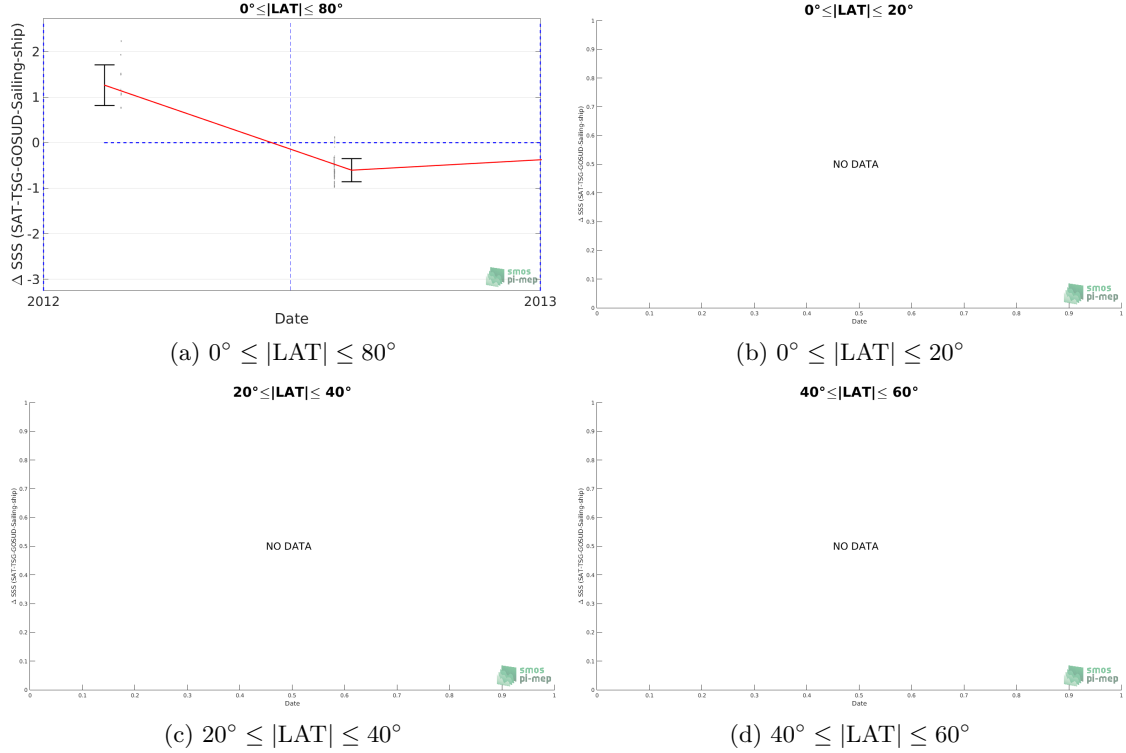 0°≤|LAT|≤ 80°
Δ SSS (SAT-TSG-GOSUD-Sailing-ship)
2
1
0
-1
-2
-3
2012
2013
Date
smos
pi-mep
(a) 0° ≤ |LAT| ≤ 80°
0°≤|LAT|≤ 20°
Δ SSS (SAT-TSG-GOSUD-Sailing-ship)
1
0.9
0.8
0.7
0.6
0.5
0.4
0.3
0.2
0.1
0
NO DATA
0 0.1 0.2 0.3 0.4 0.5 0.6 0.7 0.8 0.9 1
Date
smos
pi-mep
(b) 0° ≤ |LAT| ≤ 20°
20°≤|LAT|≤ 40°
Δ SSS (SAT-TSG-GOSUD-Sailing-ship)
1
0.9
0.8
0.7
0.6
0.5
0.4
0.3
0.2
0.1
0
NO DATA
0 0.1 0.2 0.3 0.4 0.5 0.6 0.7 0.8 0.9 1
Date
smos
pi-mep
(c) 20° ≤ |LAT| ≤ 40°
40°≤|LAT|≤ 60°
Δ SSS (SAT-TSG-GOSUD-Sailing-ship)
1
0.9
0.8
0.7
0.6
0.5
0.4
0.3
0.2
0.1
0
NO DATA
0 0.1 0.2 0.3 0.4 0.5 0.6 0.7 0.8 0.9 1
Date
smos
pi-mep
(d) 40° ≤ |LAT| ≤ 60°